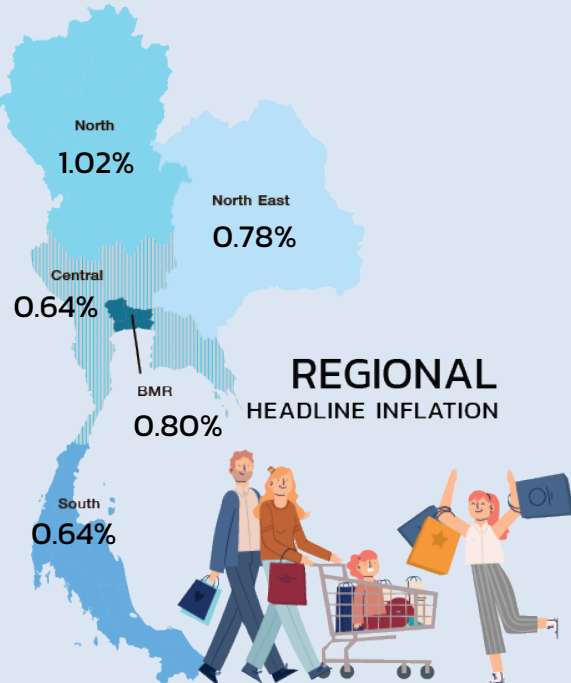 North
1.02%
North East
0.78%
Central
0.64%
BMR
0.80%
REGIONAL
HEADLINE INFLATION
South
0.64%